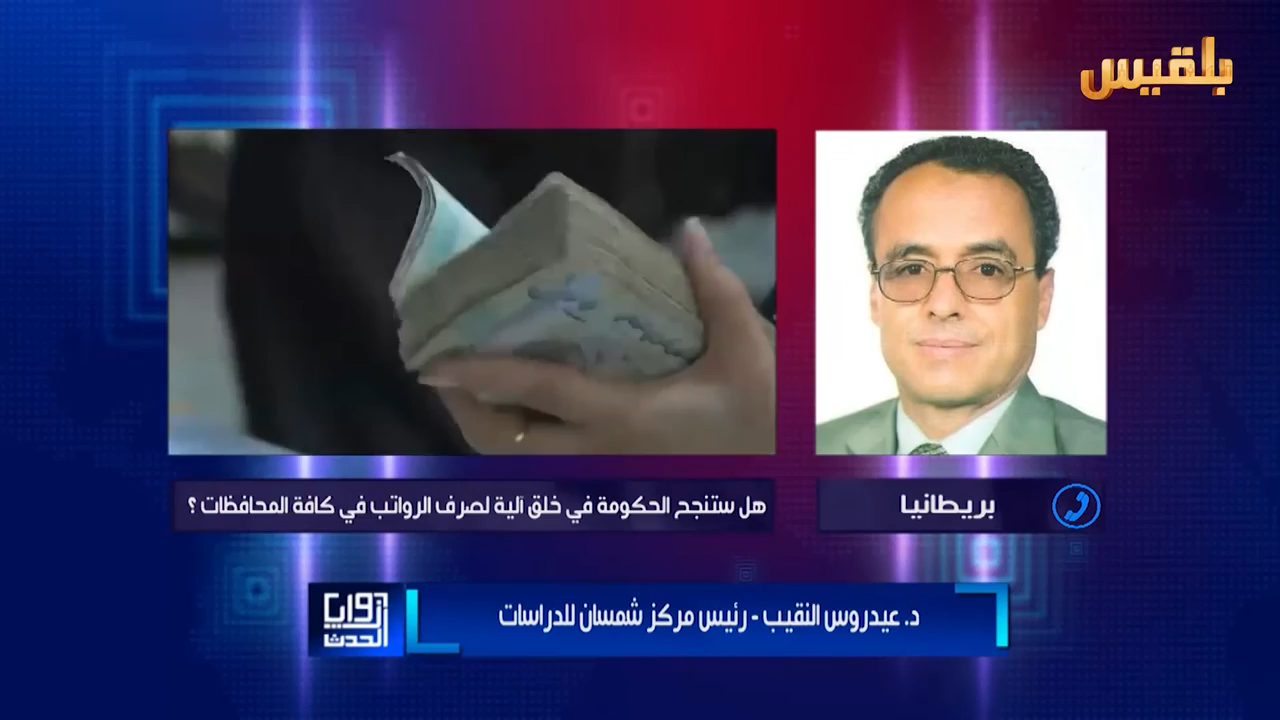 بلقيس
بريطانيا
هل ستنجح الحكومة في خلق آلية لصرف الرواتب في كافة المحافظات ؟
د. عيدروس النقيب - رئيس مركز شمسان للدراسات
زوايا
الحدث